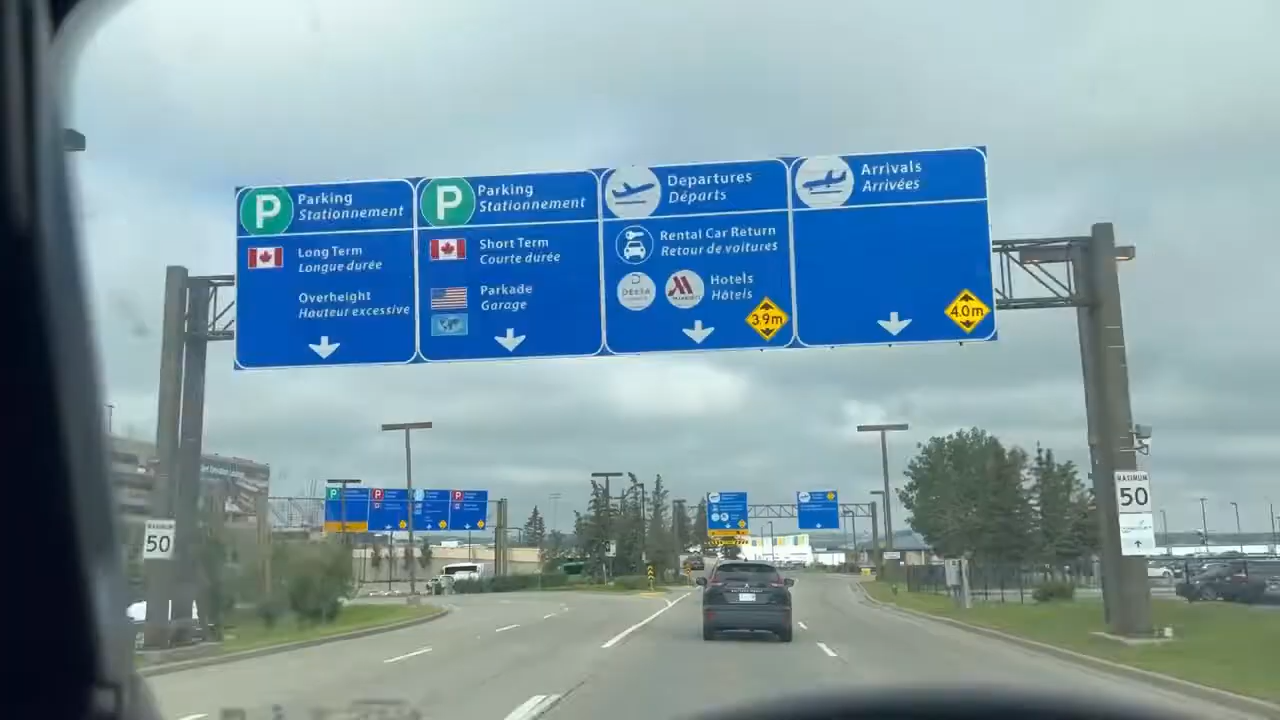 P
Parking
Stationnement
Long Term
Longue durée
Overheight
Hauteur excessive
P
Parking
Stationnement
Short Term
Courte durée
Parkade
Garage
Departures
Départs
Rental Car Return
Retour de voitures
DELTA
Hotels
Hôtels
3.9m
Arrivals
Arrivées
4.0m
MAXIMUM
50
MAXIMUM
50
P
P
P